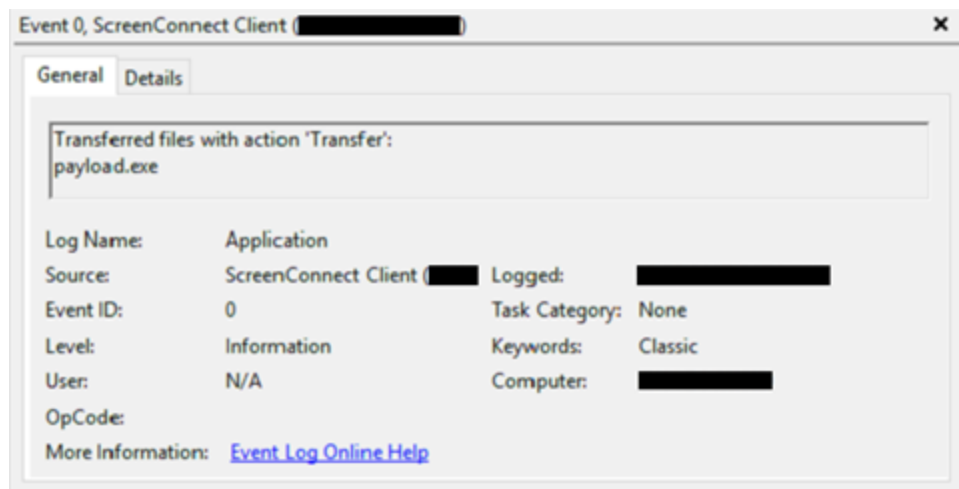 Event 0, ScreenConnect Client ( )
General Details
Transferred files with action 'Transfer':
payload.exe
Log Name: Application
Source: ScreenConnect Client ( Logged:
Event ID: 0 Task Category: None
Level: Information Keywords: Classic
User: N/A Computer:
OpCode:
More Information: Event Log Online Help